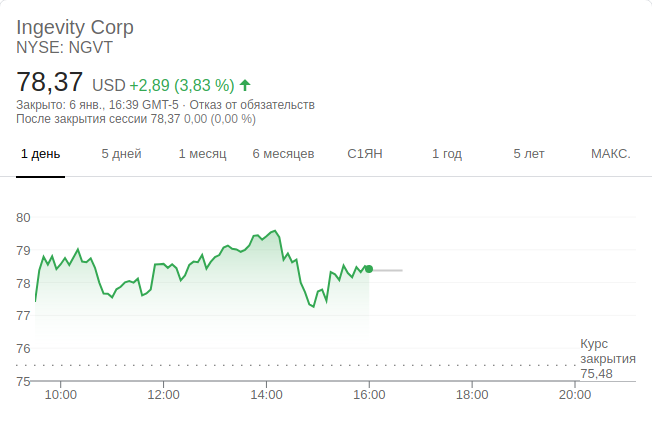 Ingevity Corp
NYSE: NGVT
78,37 USD +2,89 (3,83 %)
Закрыто: 6 янв., 16:39 GMT-5 · Отказ от обязательств
После закрытия сессии 78,37 0,00 (0,00 %)
1 день 5 дней 1 месяц 6 месяцев С1ЯН 1 год 5 лет МАКС.
80
79
78
77
76
75
Курс
закрытия
75,48
10:00 12:00 14:00 16:00 18:00 20:00